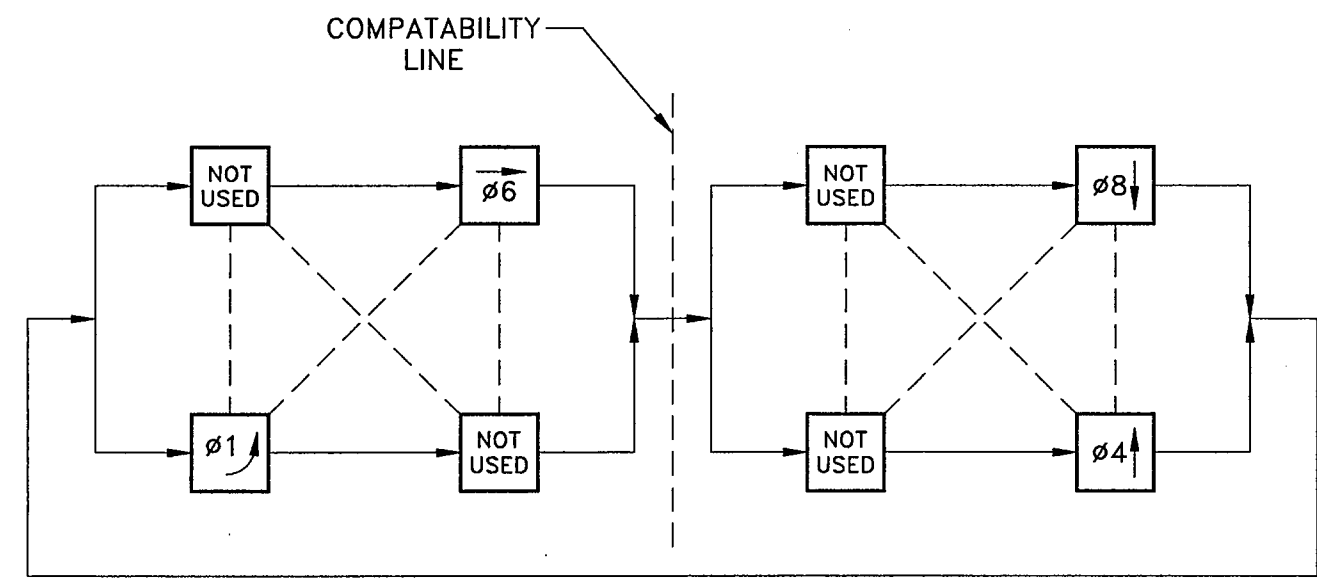 COMPATABILITY
LINE
NOT
USED
ø6
NOT
USED
ø8
ø1
NOT
USED
NOT
USED
ø4